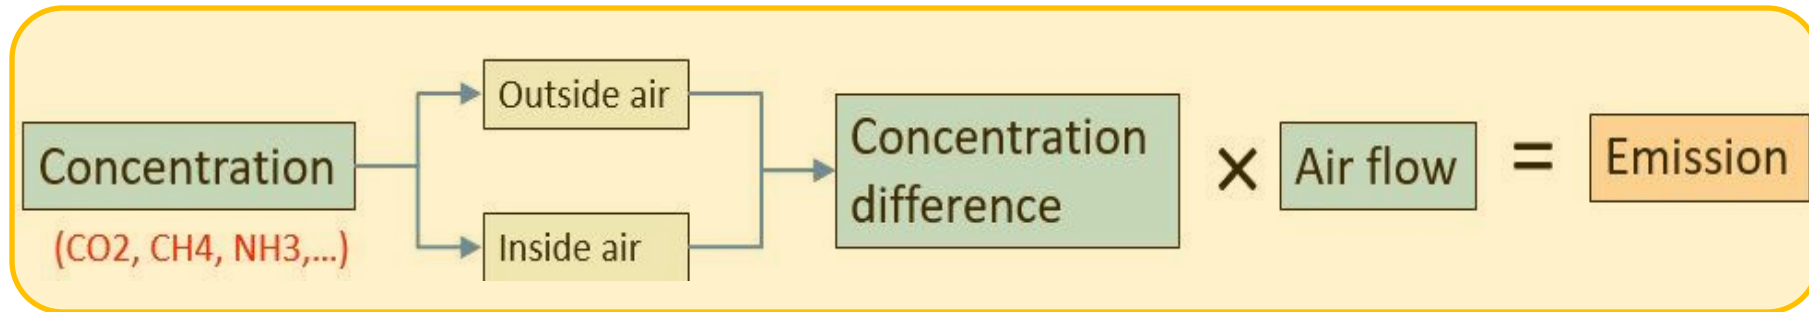 Concentration
(CO2, CH4, NH3,...)
Outside air
Inside air
Concentration
difference
×
Air flow
=
Emission